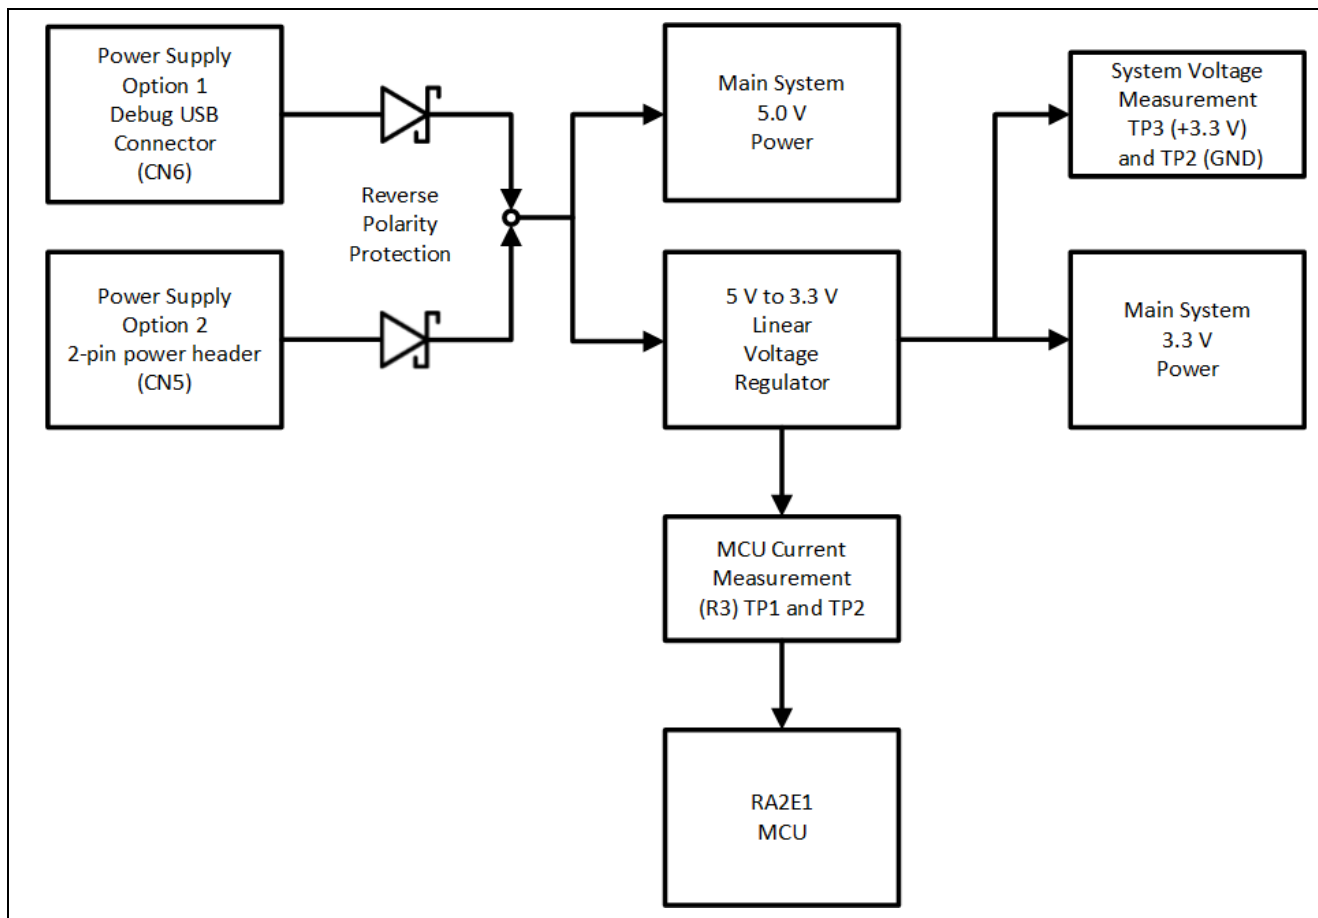 Power Supply
Option 1
Debug USB
Connector
(CN6)
Reverse
Polarity
Protection
Power Supply
Option 2
2-pin power header
(CN5)
Main System
5.0 V
Power
5 V to 3.3 V
Linear
Voltage
Regulator
System Voltage
Measurement
TP3 (+3.3 V)
and TP2 (GND)
Main System
3.3 V
Power
MCU Current
Measurement
(R3) TP1 and TP2
RA2E1
MCU